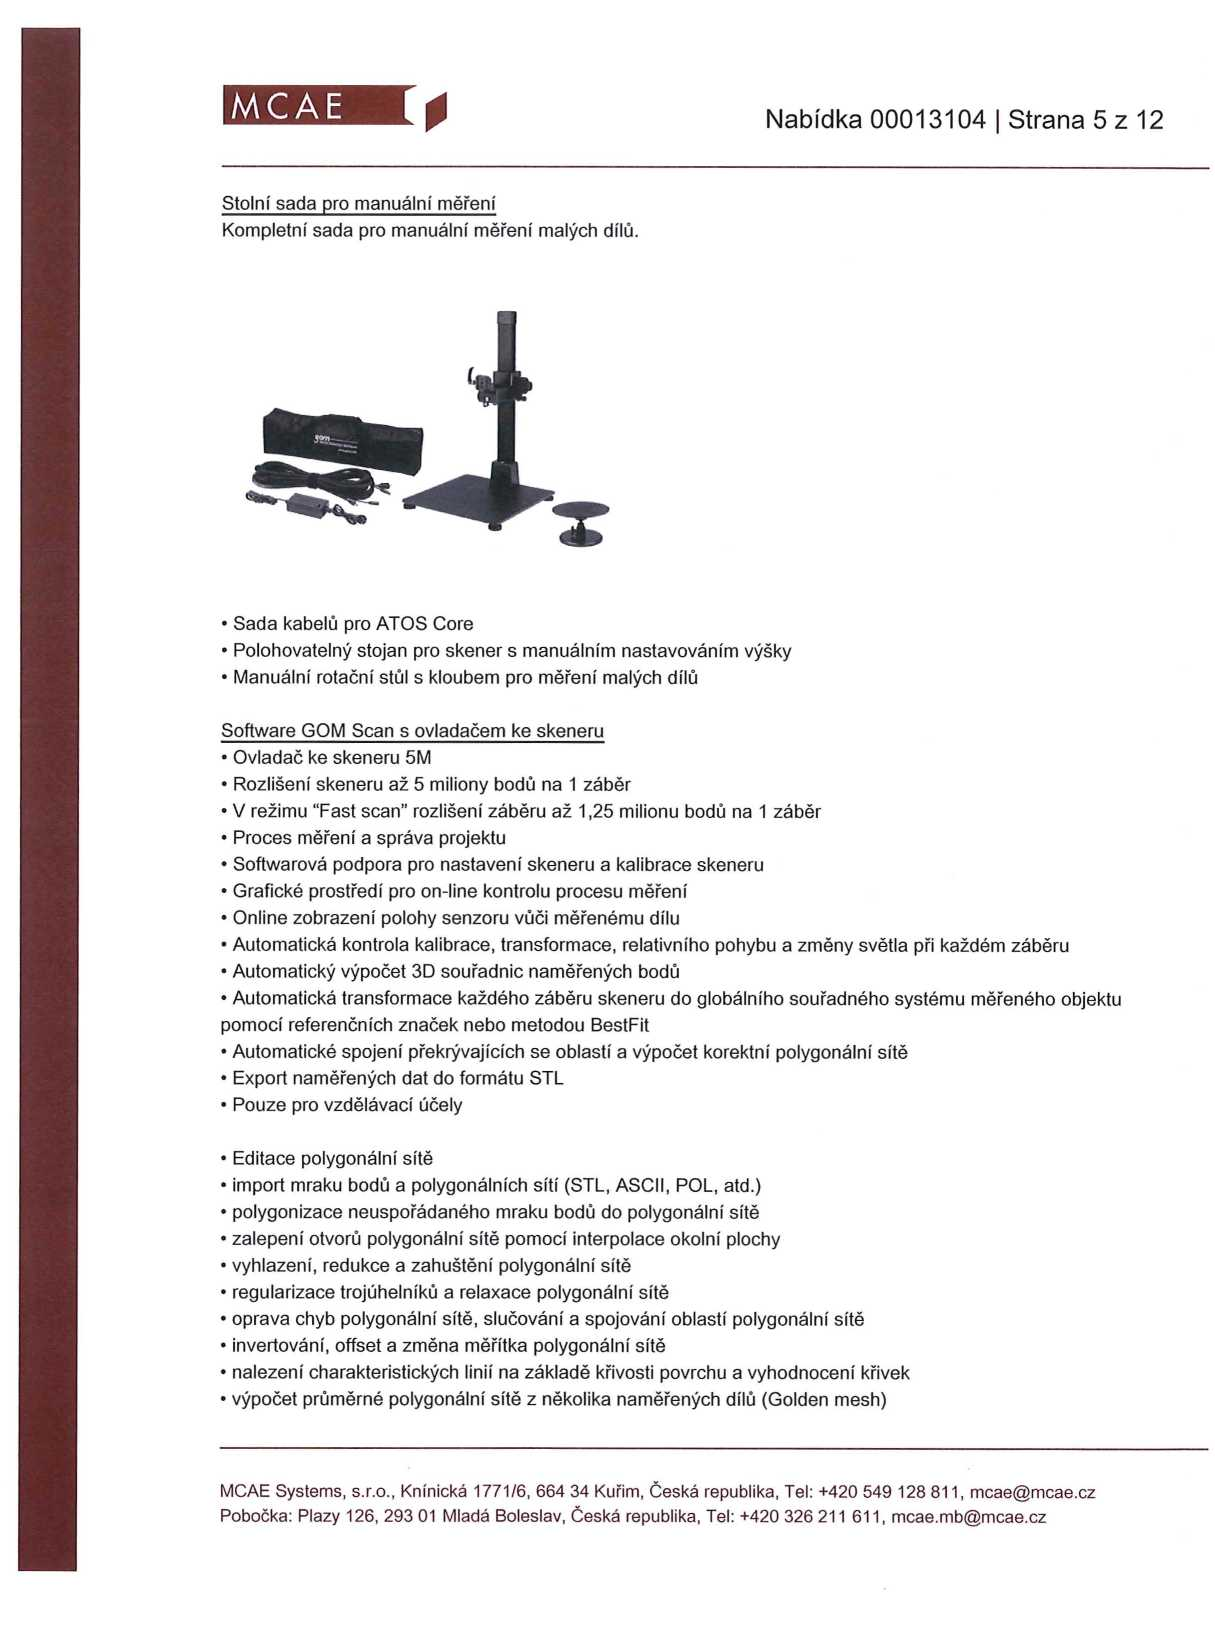 MCAE
Nabídka 00013104 | Strana 5 z 12
Stolní sada pro manuální měření
Kompletní sada pro manuální měření malých dílů.
gom
• Sada kabelů pro ATOS Core
• Polohovatelný stojan pro skener s manuálním nastavováním výšky
• Manuální rotační stůl s kloubem pro měření malých dílů
Software GOM Scan s ovladačem ke skeneru
• Ovladač ke skeneru 5M
• Rozlišení skeneru až 5 miliony bodů na 1 záběr
• V režimu “Fast scan” rozlišení záběru až 1,25 milionu bodů na 1 záběr
• Proces měření a správa projektu
• Softwarová podpora pro nastavení skeneru a kalibrace skeneru
• Grafické prostředí pro on-line kontrolu procesu měření
• Online zobrazení polohy senzoru vůči měřenému dílu
• Automatická kontrola kalibrace, transformace, relativního pohybu a změny světla při každém záběru
• Automatický výpočet 3D souřadnic naměřených bodů
• Automatická transformace každého záběru skeneru do globálního souřadného systému měřeného objektu
pomocí referenčních značek nebo metodou BestFit
• Automatické spojení překrývajících se oblastí a výpočet korektní polygonální sítě
• Export naměřených dat do formátu STL
• Pouze pro vzdělávací účely
• Editace polygonální sítě
• import mraku bodů a polygonálních sítí (STL, ASCII, POL, atd.)
• polygonizace neuspořádaného mraku bodů do polygonální sítě
• zalepení otvorů polygonální sítě pomocí interpolace okolní plochy
• vyhlazení, redukce a zahuštění polygonální sítě
• regularizace trojúhelníků a relaxace polygonální sítě
• oprava chyb polygonální sítě, slučování a spojování oblastí polygonální sítě
• invertování, offset a změna měřítka polygonální sítě
• nalezení charakteristických linií na základě křivosti povrchu a vyhodnocení křivek
• výpočet průměrné polygonální sítě z několika naměřených dílů (Golden mesh)
MCAE Systems, s.r.o., Knínická 1771/6, 664 34 Kuřim, Česká republika, Tel: +420 549 128 811, mcae@mcae.cz
Pobočka: Plazy 126, 293 01 Mladá Boleslav, Česká republika, Tel: +420 326 211 611, mcae.mb@mcae.cz